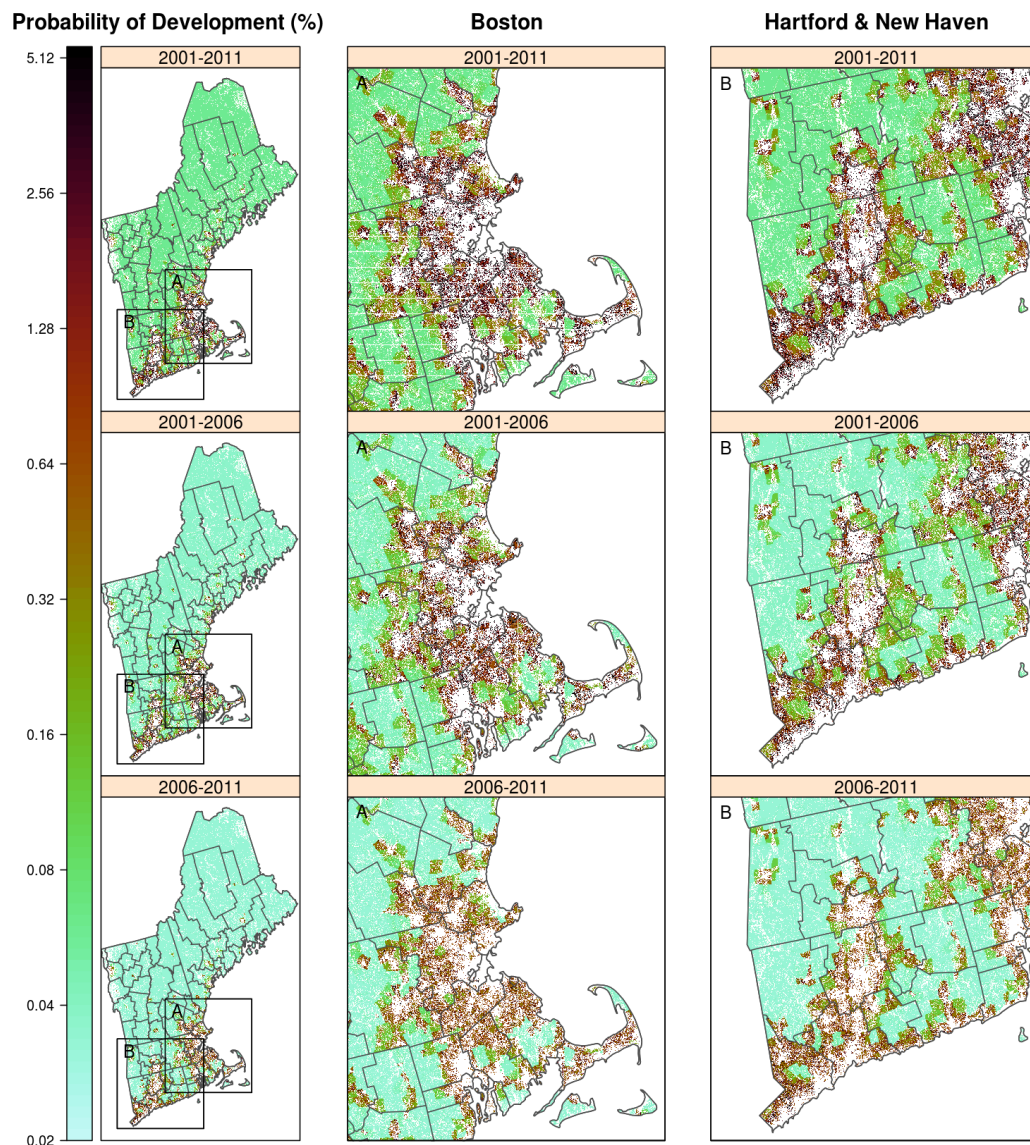 Probability of Development (%)
Boston
Hartford & New Haven
5.12
2.56
1.28
0.64
0.32
0.16
0.08
0.04
0.02
2001-2011
A
B
2001-2011
A
2001-2011
B
2001-2006
A
B
2001-2006
A
2001-2006
B
2006-2011
A
B
2006-2011
A
2006-2011
B